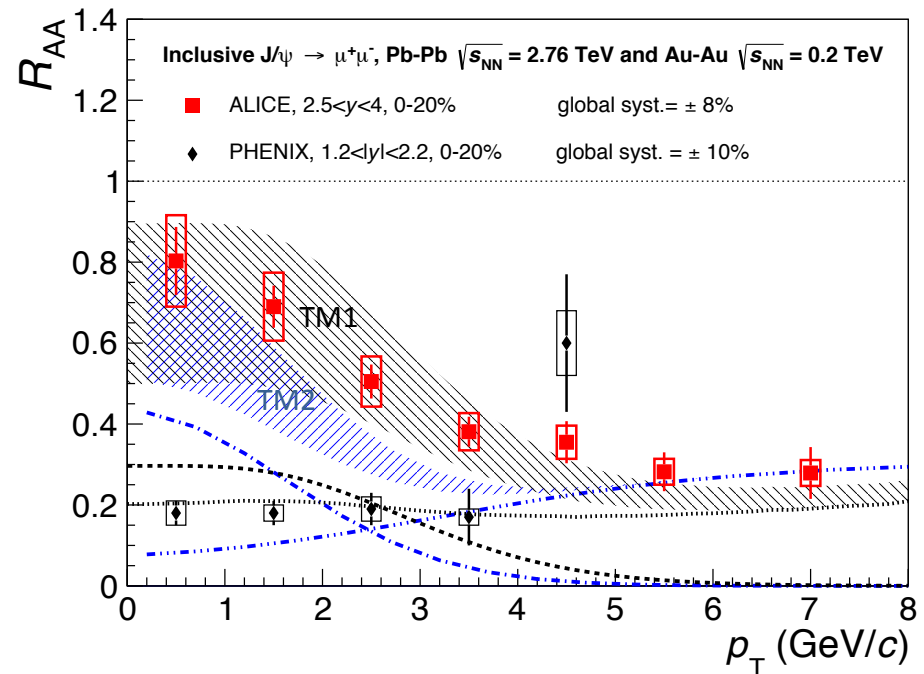 R_AA
1.4
1.2
1
0.8
0.6
0.4
0.2
0
Inclusive J/ψ → μ⁺μ⁻, Pb-Pb √s_NN = 2.76 TeV and Au-Au √s_NN = 0.2 TeV
ALICE, 2.5<y<4, 0-20% global syst.= ± 8%
PHENIX, 1.2<|y|<2.2, 0-20% global syst. = ± 10%
TM1
TM2
0 1 2 3 4 5 6 7 8
p_T (GeV/c)